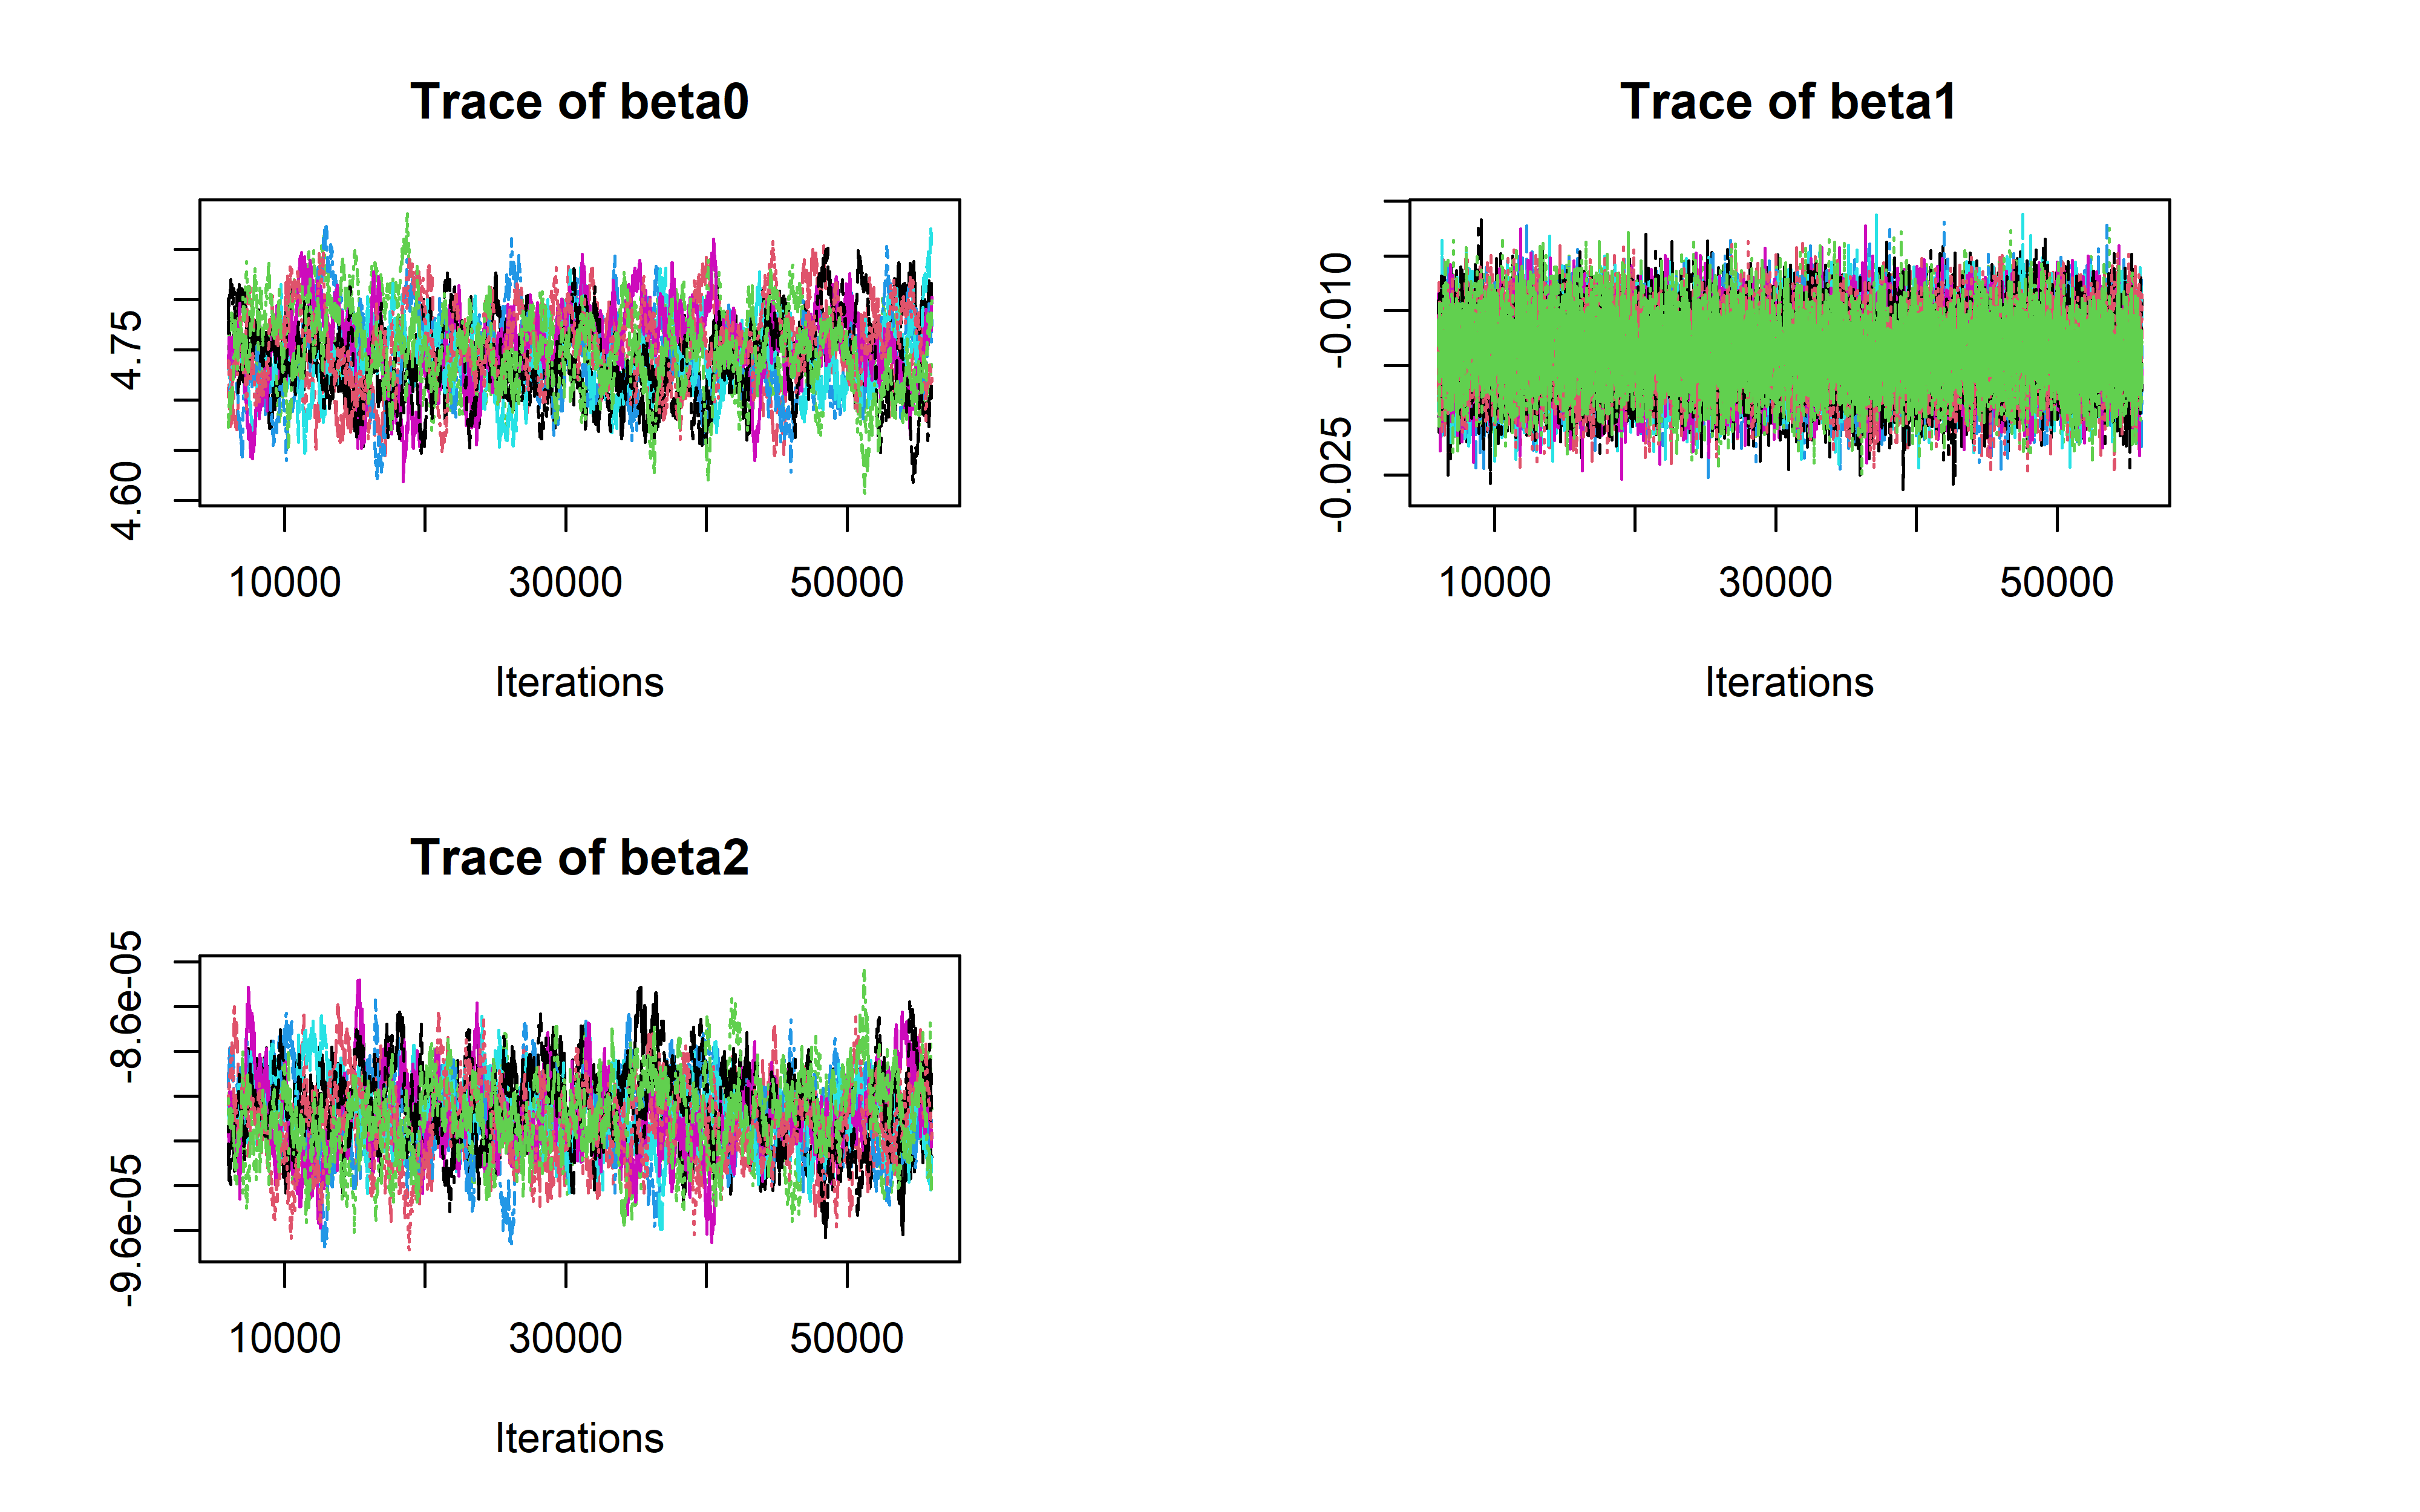 Trace of beta0
4.75
4.60
10000 30000 50000
Iterations
Trace of beta1
-0.010
-0.025
10000 30000 50000
Iterations
Trace of beta2
-8.6e-05
-9.6e-05
10000 30000 50000
Iterations